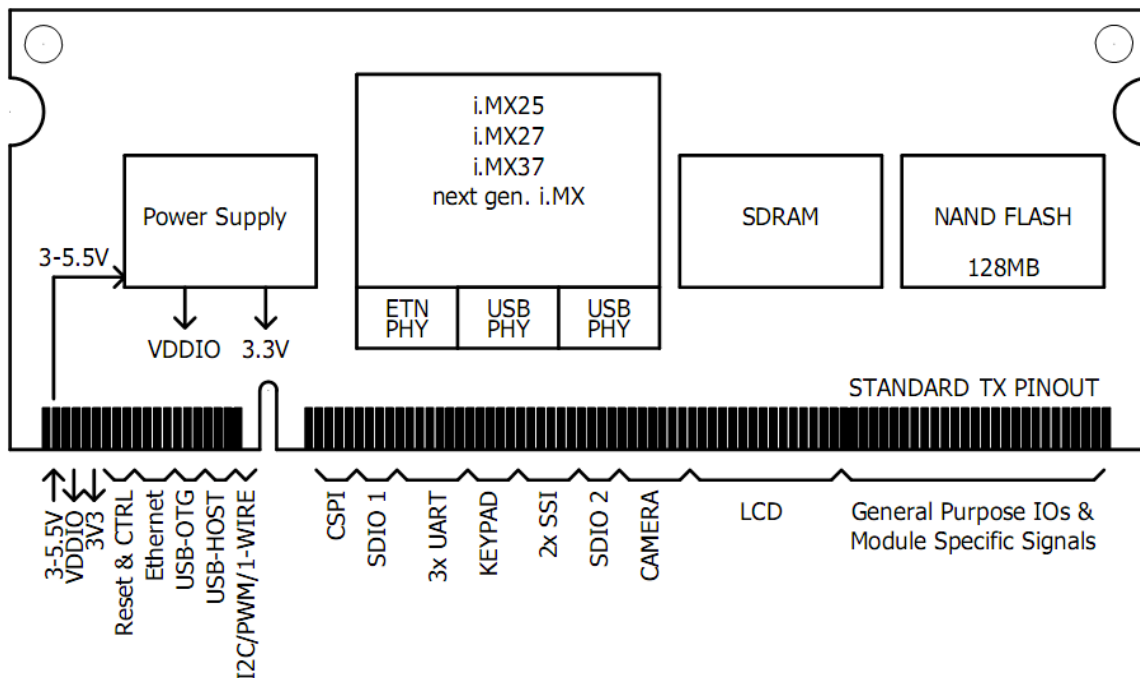 i.MX25
i.MX27
i.MX37
next gen. i.MX
Power Supply
SDRAM
NAND FLASH
128MB
3-5.5V
ETN
PHY
USB
PHY
USB
PHY
VDDIO
3.3V
STANDARD TX PINOUT
3-5.5V
VDDIO
3V3
Reset & CTRL
Ethernet
USB-OTG
USB-HOST
I2C/PWM/1-WIRE
CSPI
SDIO 1
3x UART
KEYPAD
2x SSI
SDIO 2
CAMERA
LCD
General Purpose IOs &
Module Specific Signals